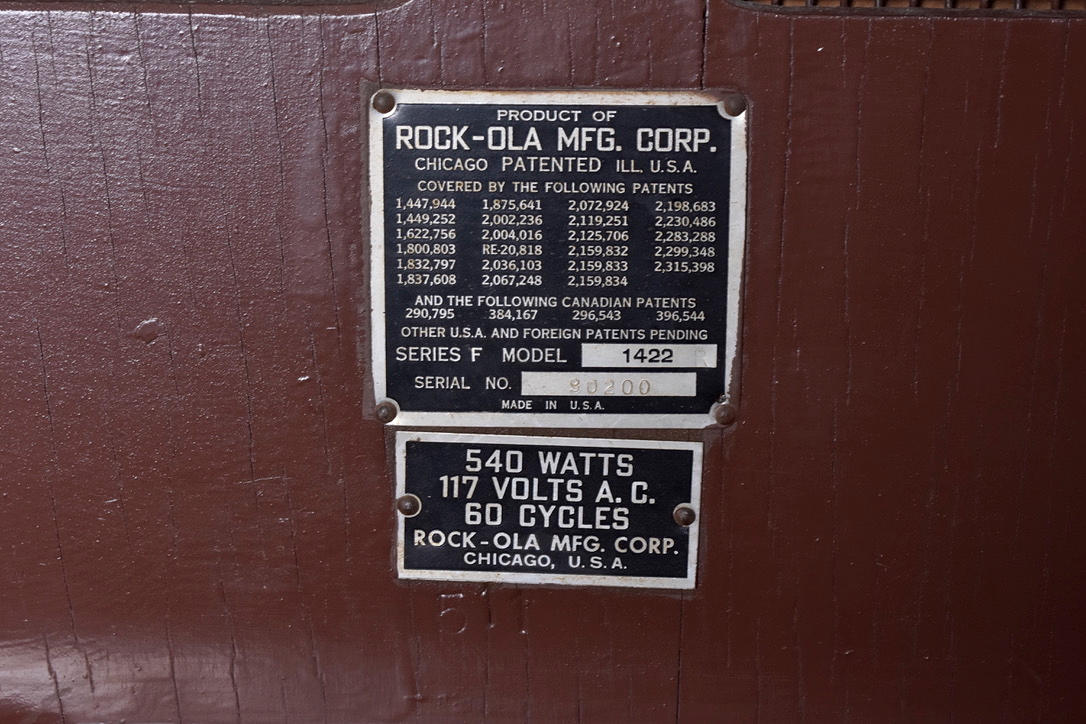 PRODUCT OF
ROCK-OLA MFG. CORP.
CHICAGO PATENTED ILL. U.S.A.
COVERED BY THE FOLLOWING PATENTS
1,447,944 1,875,641 2,072,924 2,198,683
1,449,252 2,002,236 2,119,251 2,230,486
1,622,756 2,004,016 2,125,706 2,283,288
1,800,803 RE-20,818 2,159,832 2,299,348
1,832,797 2,036,103 2,159,833 2,315,398
1,837,608 2,067,248 2,159,834
AND THE FOLLOWING CANADIAN PATENTS
290,795 384,167 296,543 396,544
OTHER U.S.A. AND FOREIGN PATENTS PENDING
SERIES F MODEL 1422 R
SERIAL NO.
MADE IN U.S.A.
540 WATTS
117 VOLTS A.C.
60 CYCLES
ROCK-OLA MFG. CORP.
CHICAGO, U.S.A.